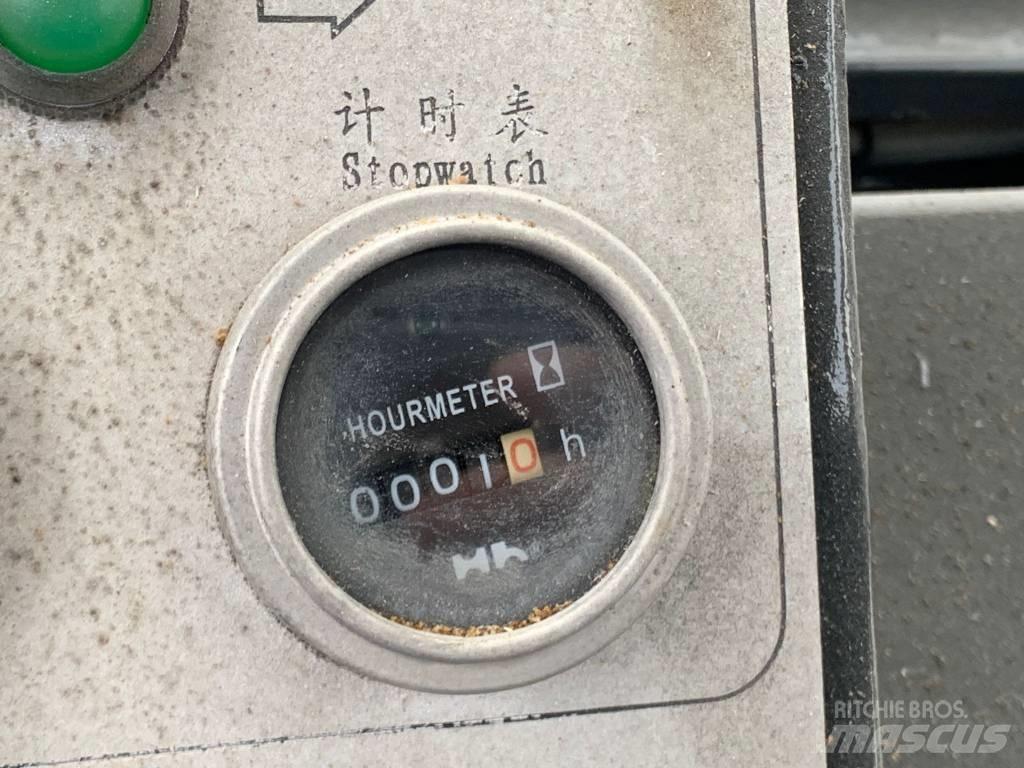 计时表
Stopwatch
HOURMETER
00010 h
RITCHIE BROS.
MASCUS